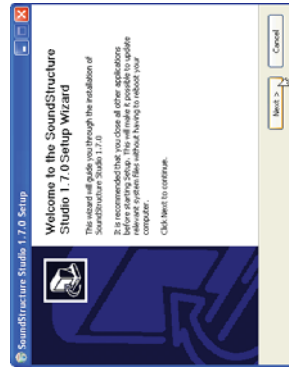 SoundStructure Studio 1.7.0 Setup
Welcome to the SoundStructure
Studio 1.7.0 Setup Wizard
This wizard will guide you through the installation of
SoundStructure Studio 1.7.0
It is recommended that you close all other applications
before starting Setup. This will make it possible to update
relevant system files without having to reboot your
computer.
Click Next to continue.
Next >
Cancel